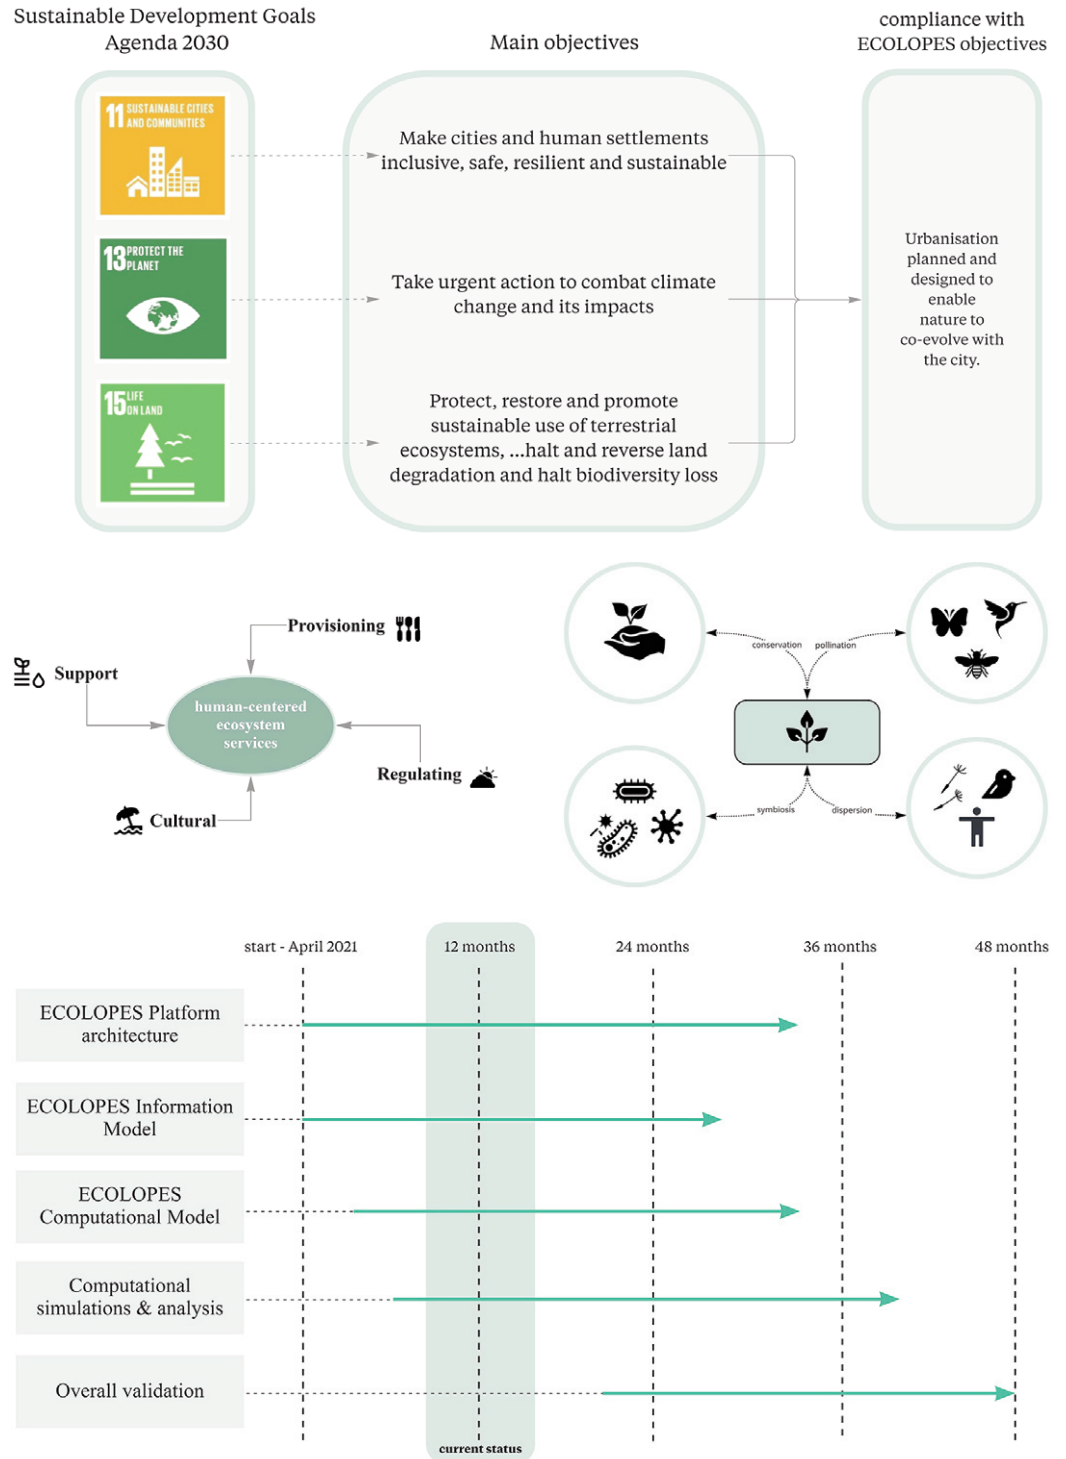 Sustainable Development Goals
Agenda 2030
Main objectives
compliance with
ECOLOPES objectives
11 SUSTAINABLE CITIES
AND COMMUNITIES
Make cities and human settlements
inclusive, safe, resilient and sustainable
13 PROTECT THE
PLANET
Take urgent action to combat climate
change and its impacts
15 LIFE
ON LAND
Protect, restore and promote
sustainable use of terrestrial
ecosystems, ...halt and reverse land
degradation and halt biodiversity loss
Urbanisation
planned and
designed to
enable
nature to
co-evolve with
the city.
Provisioning
Support
human-centered
ecosystem
services
Regulating
Cultural
conservation
pollination
symbiosis
dispersion
start - April 2021
12 months
24 months
36 months
48 months
ECOLOPES Platform
architecture
ECOLOPES Information
Model
ECOLOPES
Computational Model
Computational
simulations & analysis
Overall validation
current status